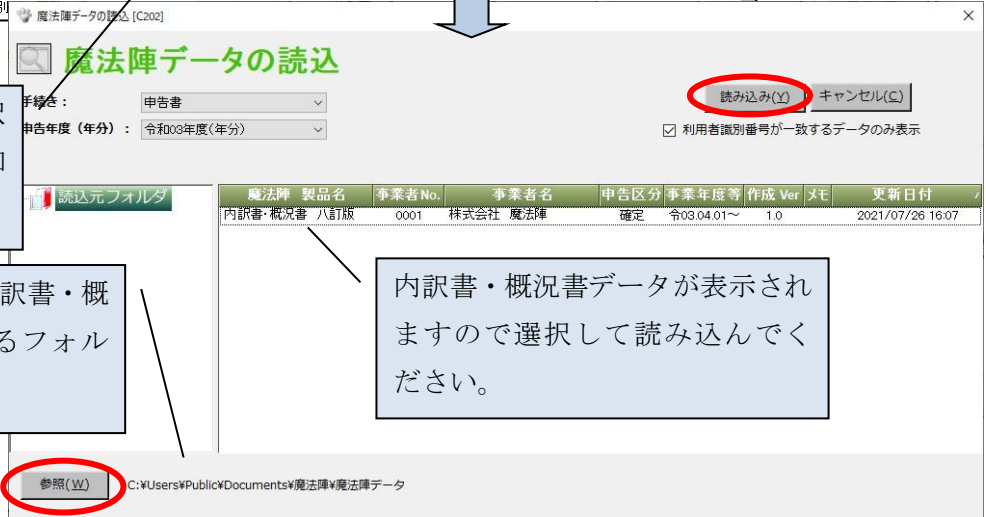 魔法陣データの読込 [C202]
魔法陣データの読込
手続き： 申告書
読み込み(Y) キャンセル(C)
申告年度（年分）： 令和03年度(年分)
利用者識別番号が一致するデータのみ表示
読込元フォルダ
魔法陣 製品名 事業者No. 事業者名 申告区分 事業年度等 作成 Ver メモ 更新日付
内訳書・概況書 八訂版 0001 株式会社 魔法陣 確定 令03.04.01～ 1.0 2021/07/26 16:07
内訳書・概況書データが表示され
ますので選択して読み込んでく
ださい。
訳書・概
るフォル
参照(W) C:¥Users¥Public¥Documents¥魔法陣¥魔法陣データ